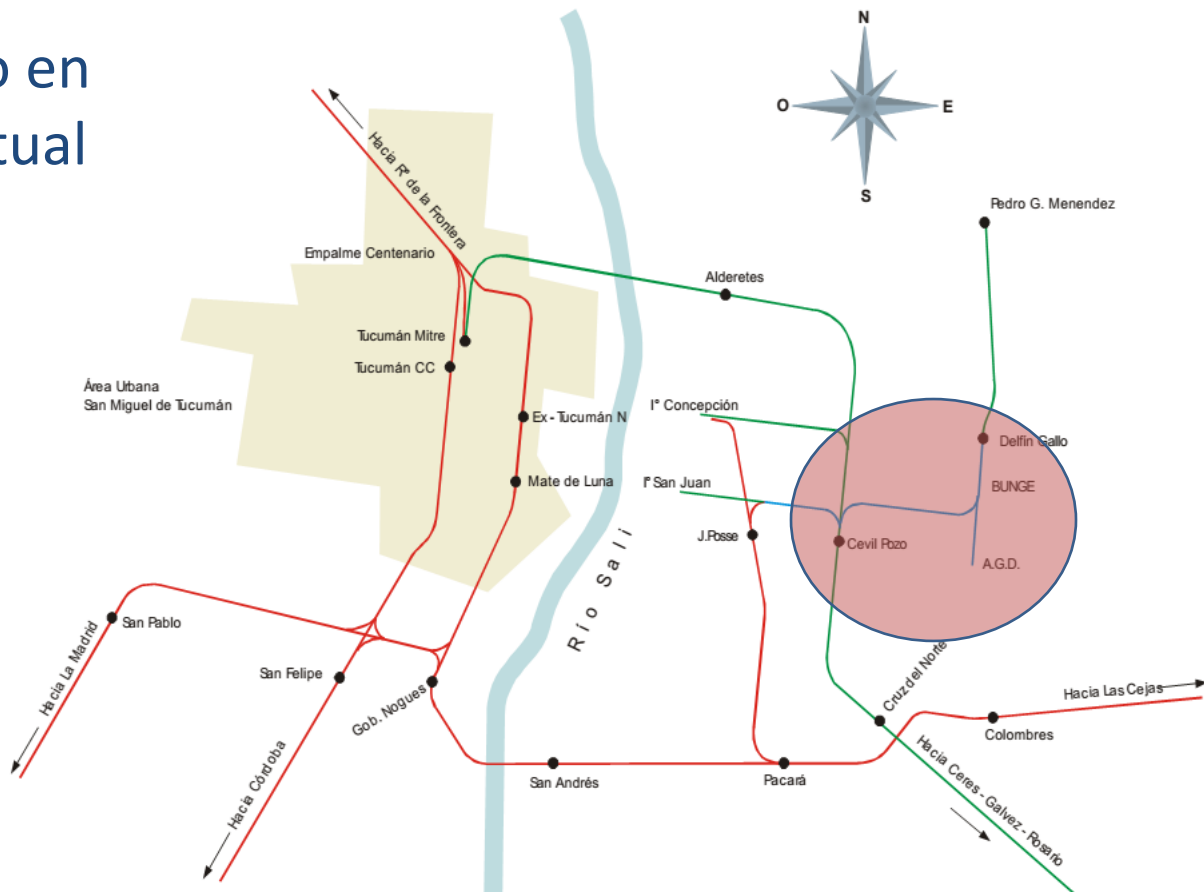 o en
tual
N
O
E
S
Hacia Rº de la Frontera
Pedro G. Menendez
Empalme Centenario
Alderetes
Tucumán Mitre
Tucumán CC
Área Urbana
San Miguel de Tucumán
Iº Concepción
Ex - Tucumán N
Delfín Gallo
Mate de Luna
Iº San Juan
BUNGE
J.Posse
Cevil Pozo
A.G.D.
Río Sali
San Pablo
Hacia La Madrid
San Felipe
Gob. Nogues
Cruz del Norte
Hacia Las Cejas
Colombres
Hacia Córdoba
San Andrés
Pacará
Hacia Ceres - Galvez - Rosario